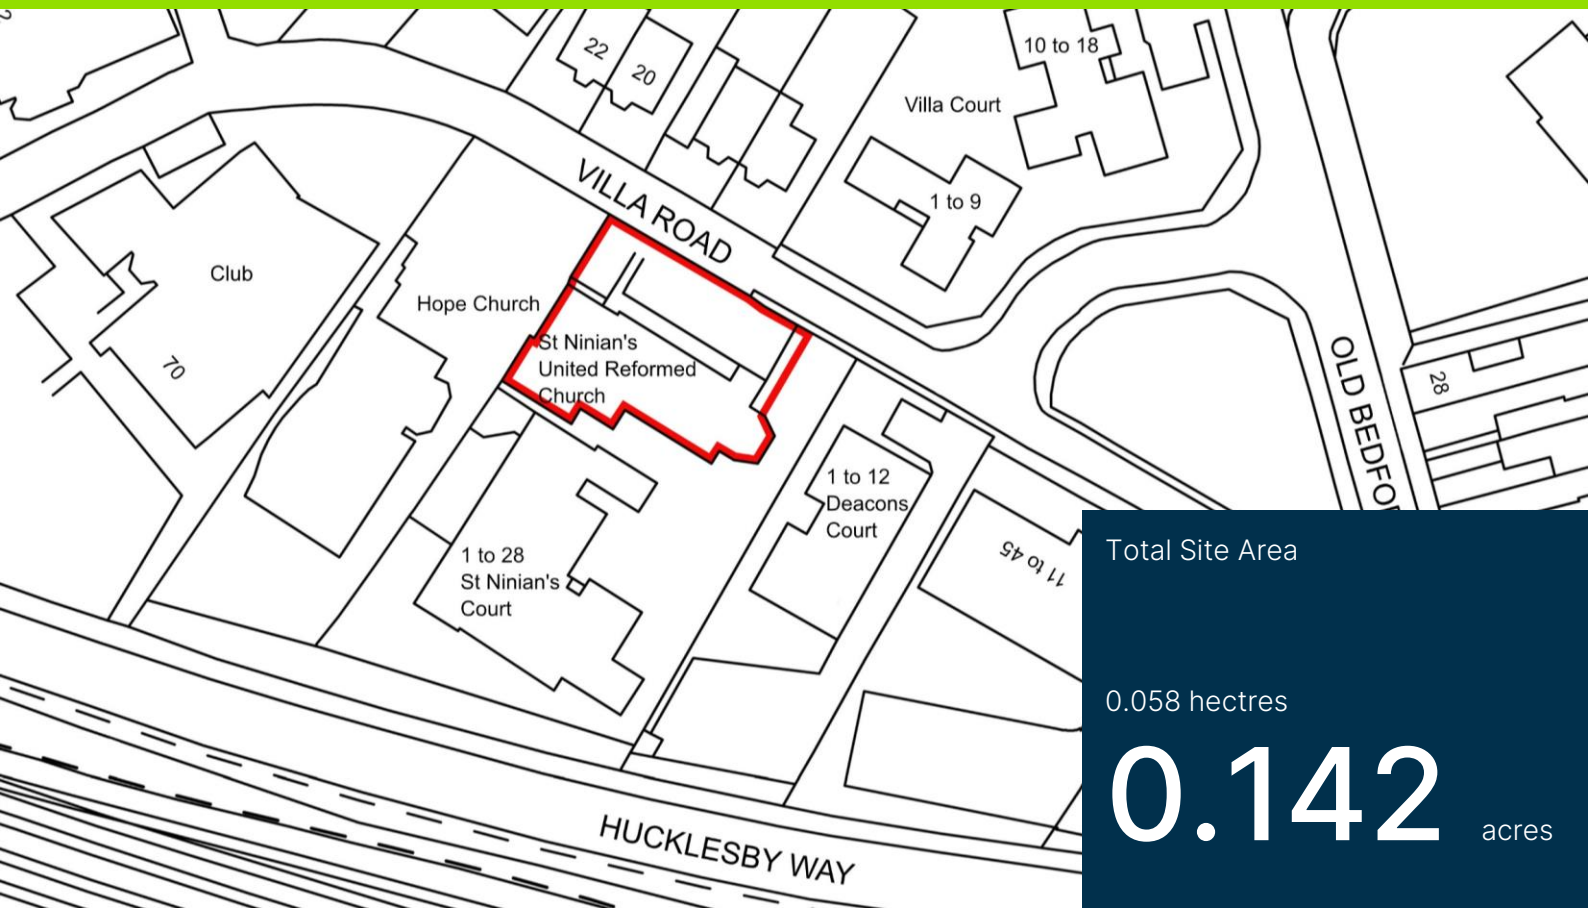 22
20
10 to 18
Villa Court
1 to 9
VILLA ROAD
Club
70
Hope Church
St Ninian's
United Reformed
Church
OLD BEDFO
28
1 to 12
Deacons
Court
11 to 45
1 to 28
St Ninian's
Court
HUCKLESBY WAY
Total Site Area
0.058 hectres
0.142 acres